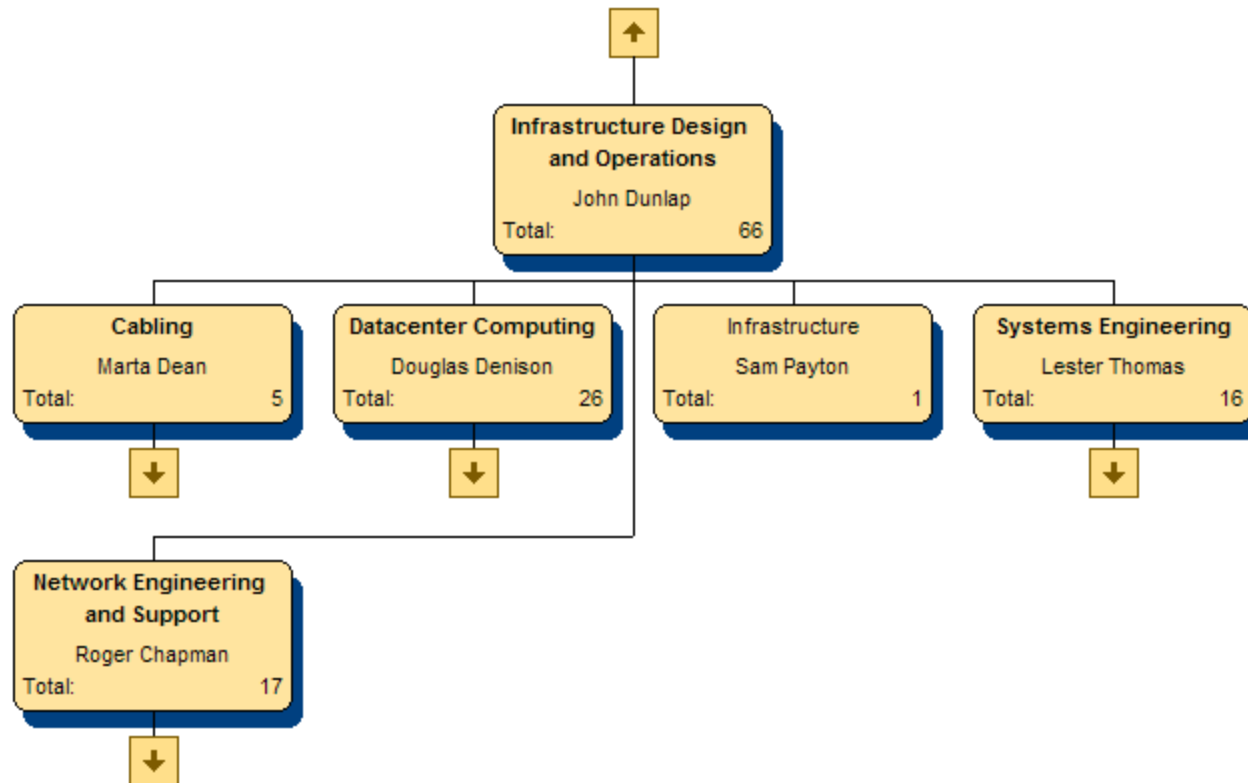 Infrastructure Design
and Operations
John Dunlap
Total: 66
Cabling
Marta Dean
Total: 5
Datacenter Computing
Douglas Denison
Total: 26
Infrastructure
Sam Payton
Total: 1
Systems Engineering
Lester Thomas
Total: 16
Network Engineering
and Support
Roger Chapman
Total: 17